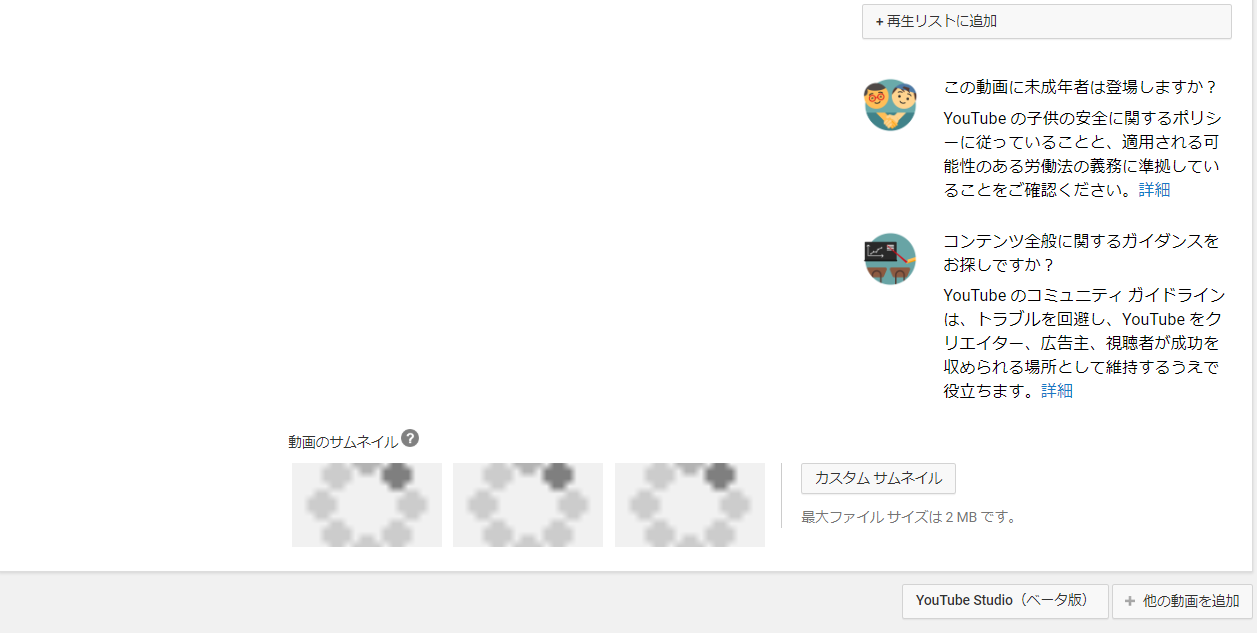 + 再生リストに追加
この動画に未成年者は登場しますか？
YouTube の子供の安全に関するポリシ
ーに従っていることと、適用される可
能性のある労働法の義務に準拠してい
ることをご確認ください。詳細
コンテンツ全般に関するガイダンスを
お探しですか？
YouTube のコミュニティ ガイドライン
は、トラブルを回避し、YouTube をク
リエイター、広告主、視聴者が成功を
収められる場所として維持するうえで
役立ちます。詳細
動画のサムネイル ?
カスタム サムネイル
最大ファイル サイズは 2 MB です。
YouTube Studio（ベータ版）
+ 他の動画を追加